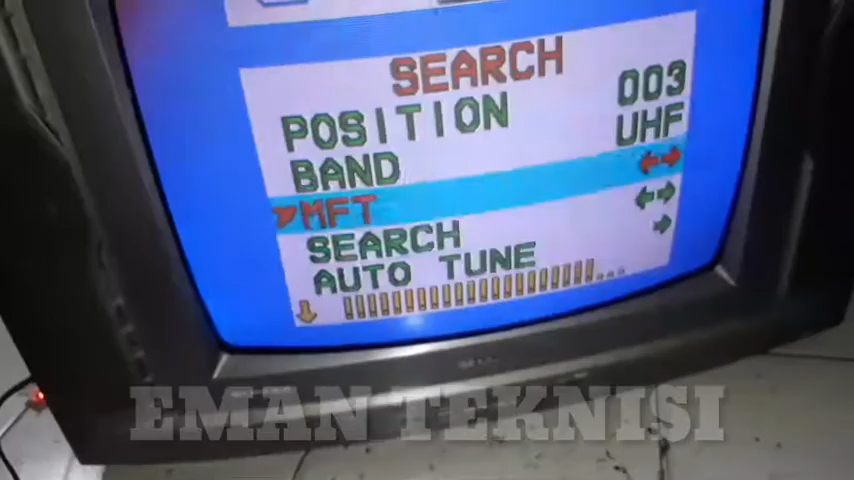 SEARCH
POSITION 003
BAND UHF
MFT
SEARCH
AUTO TUNE
EMAN TEKNISI